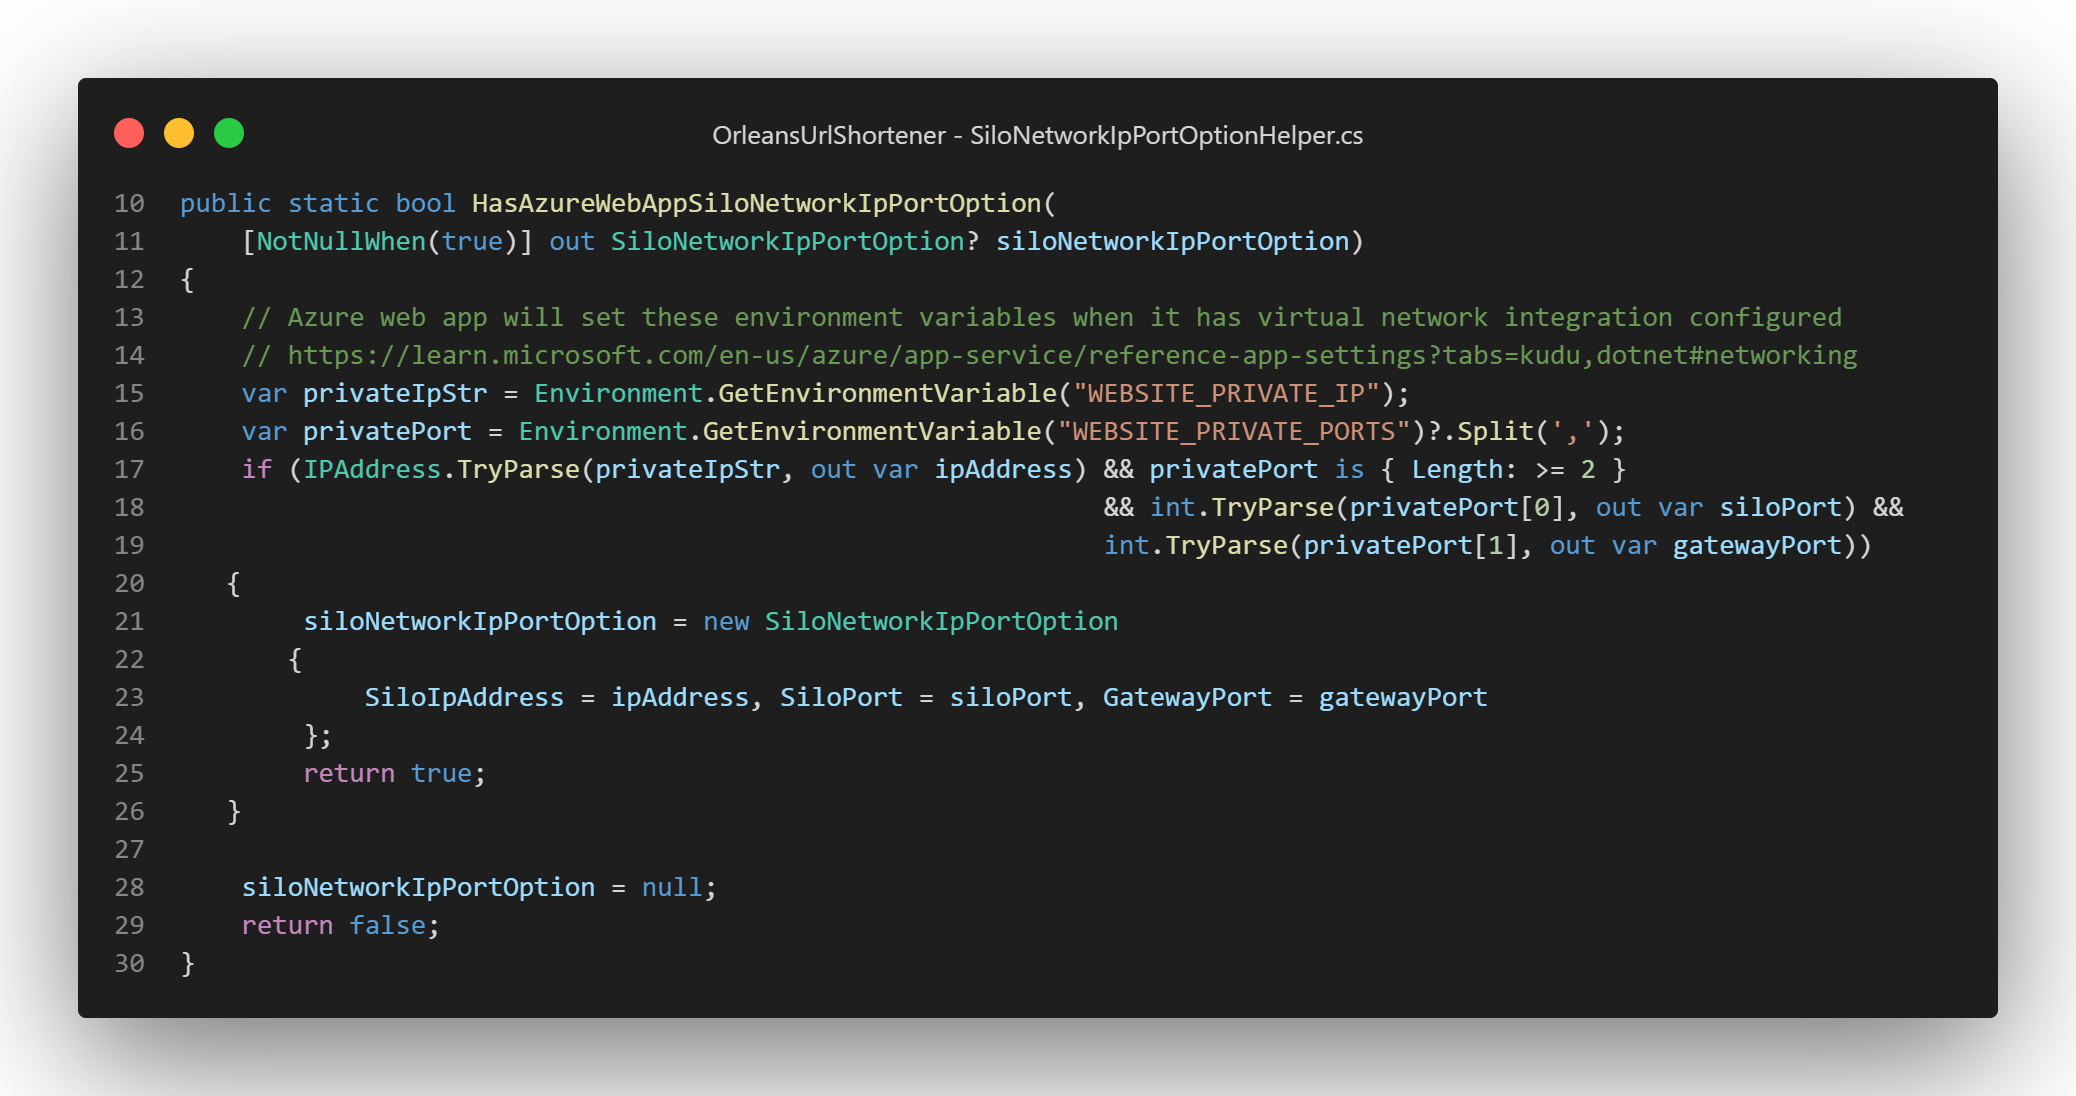 OrleansUrlShortener - SiloNetworkIpPortOptionHelper.cs
10 public static bool HasAzureWebAppSiloNetworkIpPortOption(
11     [NotNullWhen(true)] out SiloNetworkIpPortOption? siloNetworkIpPortOption)
12 {
13     // Azure web app will set these environment variables when it has virtual network integration configured
14     // https://learn.microsoft.com/en-us/azure/app-service/reference-app-settings?tabs=kudu,dotnet#networking
15     var privateIpStr = Environment.GetEnvironmentVariable("WEBSITE_PRIVATE_IP");
16     var privatePort = Environment.GetEnvironmentVariable("WEBSITE_PRIVATE_PORTS")?.Split(',');
17     if (IPAddress.TryParse(privateIpStr, out var ipAddress) && privatePort is { Length: >= 2 }
18                                                             && int.TryParse(privatePort[0], out var siloPort) &&
19                                                             int.TryParse(privatePort[1], out var gatewayPort))
20    {
21         siloNetworkIpPortOption = new SiloNetworkIpPortOption
22        {
23             SiloIpAddress = ipAddress, SiloPort = siloPort, GatewayPort = gatewayPort
24         };
25         return true;
26    }
27
28     siloNetworkIpPortOption = null;
29     return false;
30 }